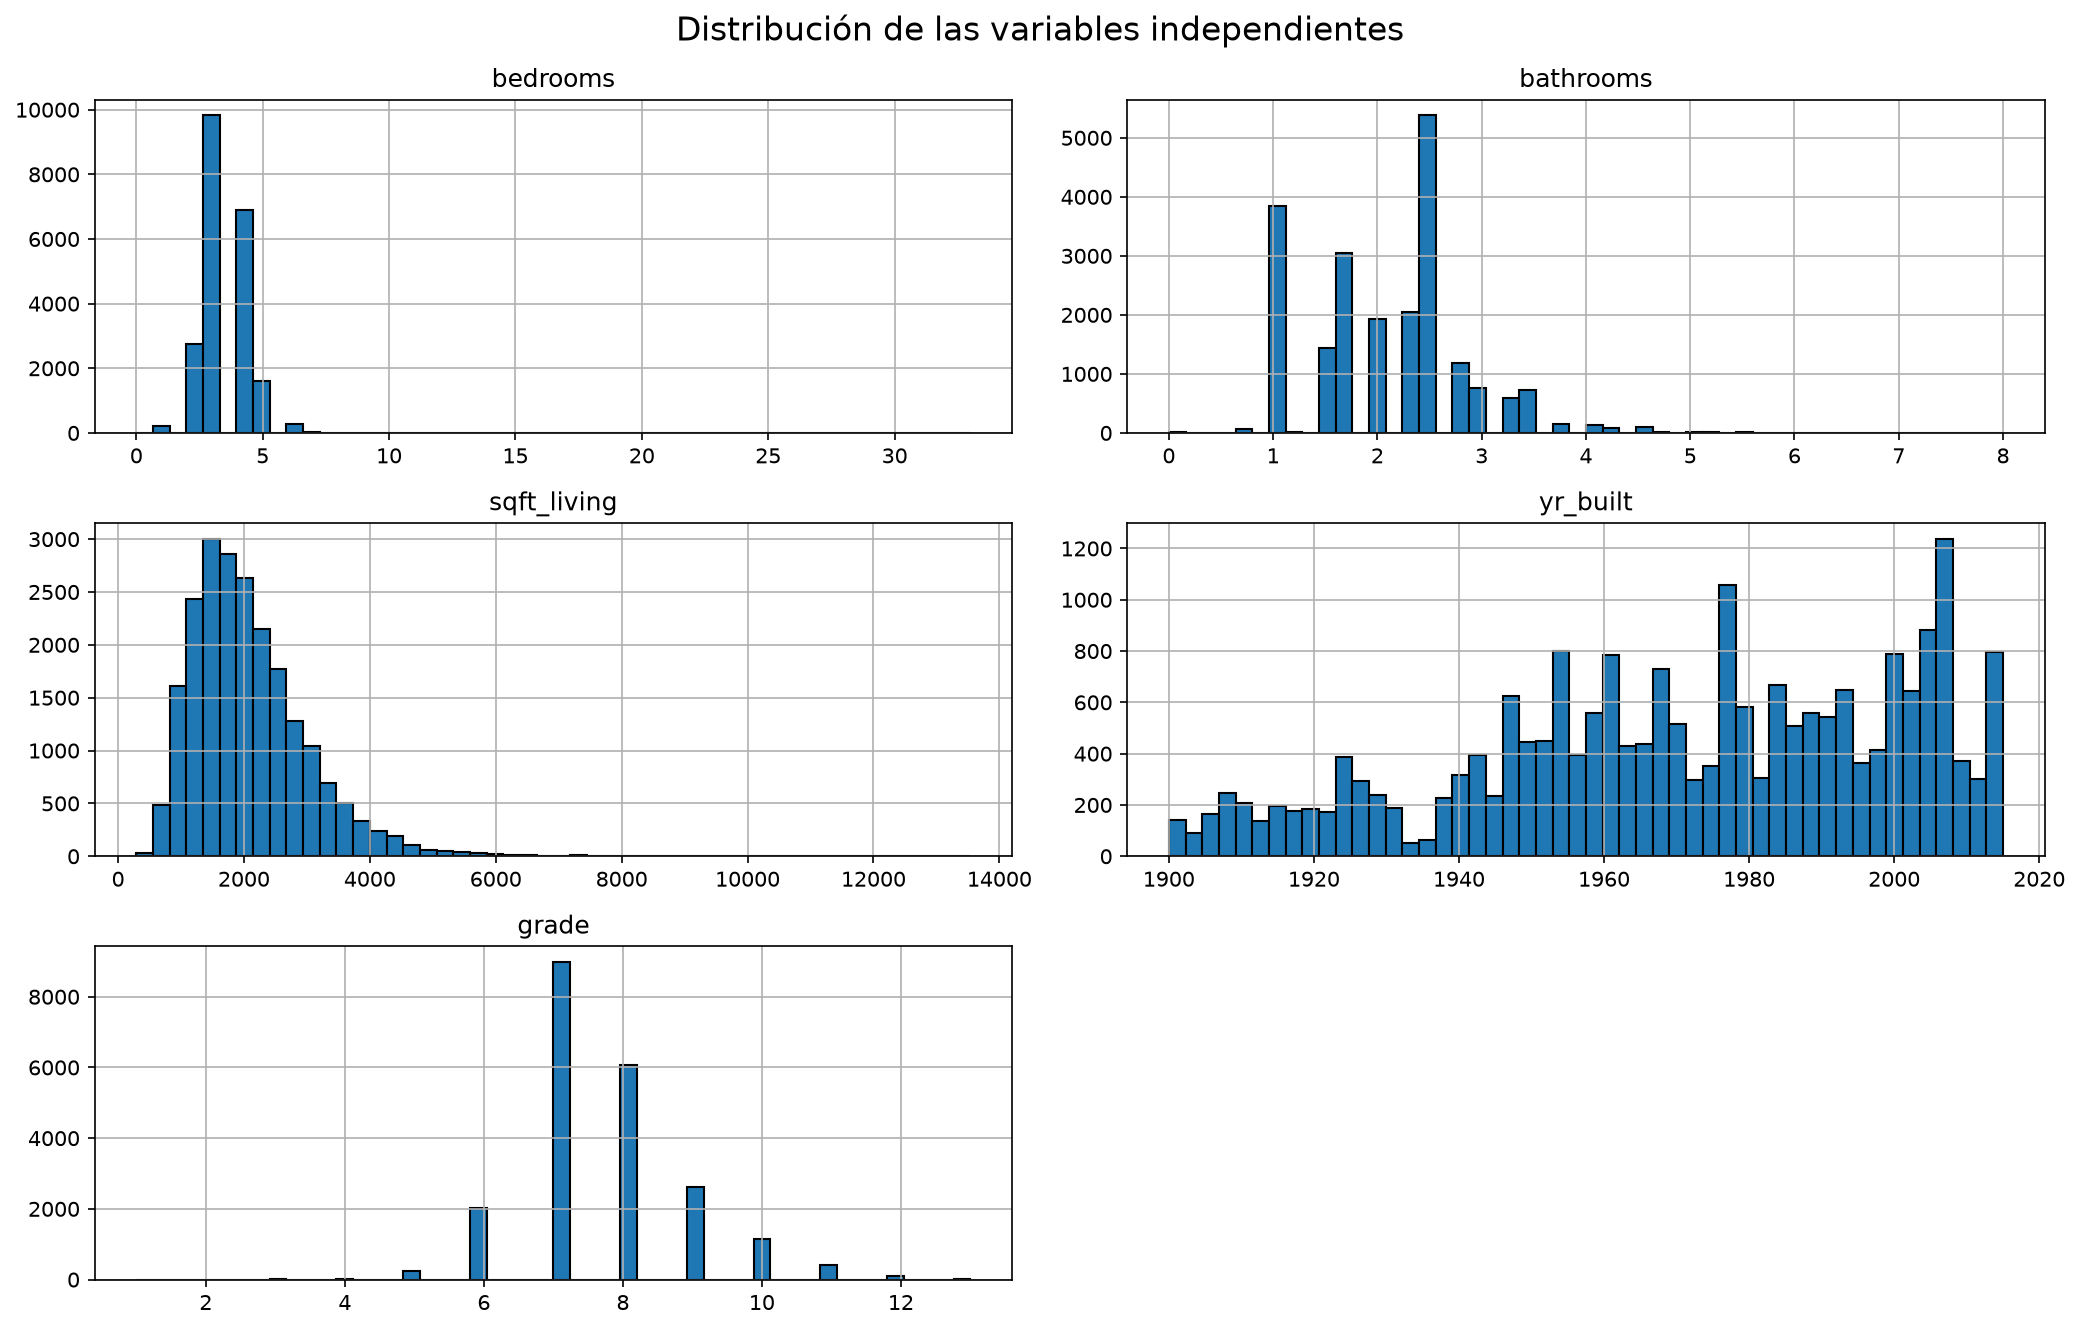 Distribución de las variables independientes
bedrooms
10000
8000
6000
4000
2000
0
0 5 10 15 20 25 30
bathrooms
5000
4000
3000
2000
1000
0
0 1 2 3 4 5 6 7 8
sqft_living
3000
2500
2000
1500
1000
500
0
0 2000 4000 6000 8000 10000 12000 14000
yr_built
1200
1000
800
600
400
200
0
1900 1920 1940 1960 1980 2000 2020
grade
8000
6000
4000
2000
0
2 4 6 8 10 12